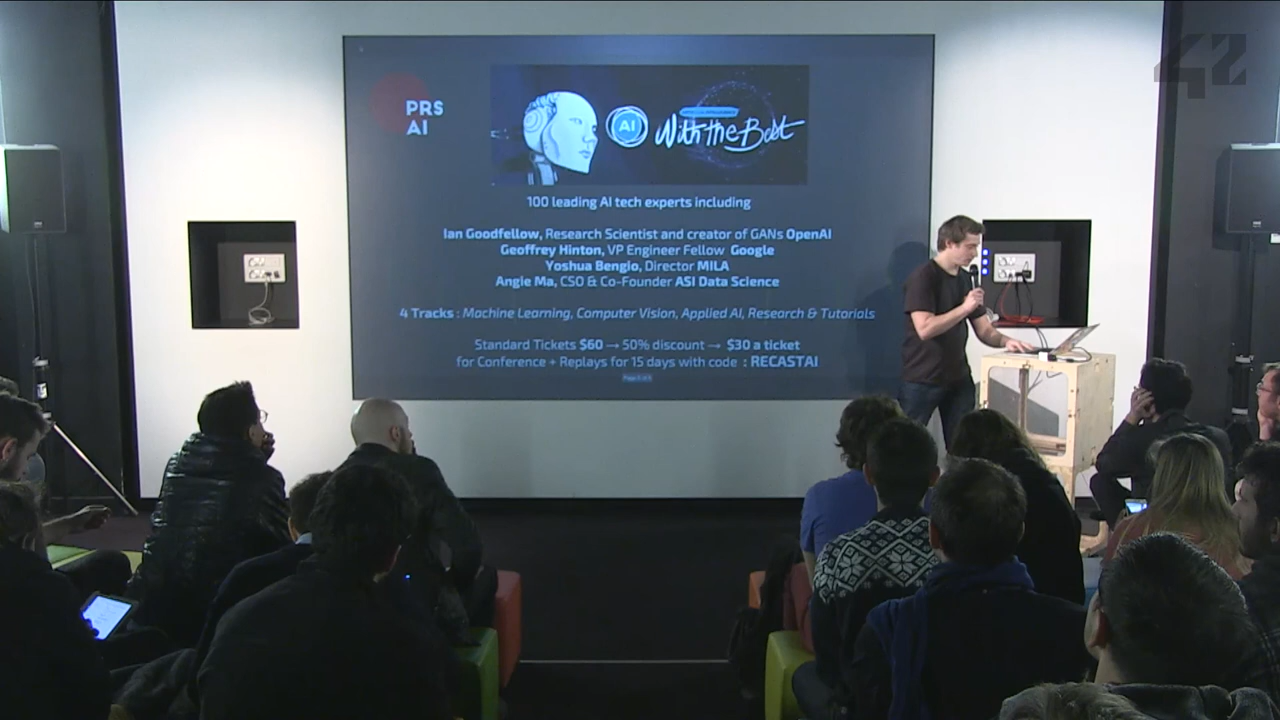 42
PRS
AI
AI
With the Best
100 leading AI tech experts including
Ian Goodfellow, Research Scientist and creator of GANs OpenAI
Geoffrey Hinton, VP Engineer Fellow Google
Yoshua Bengio, Director MILA
Angie Ma, CSO & Co-Founder ASI Data Science
4 Tracks : Machine Learning, Computer Vision, Applied AI, Research & Tutorials
Standard Tickets $60 → 50% discount → $30 a ticket
for Conference + Replays for 15 days with code : RECASTAI